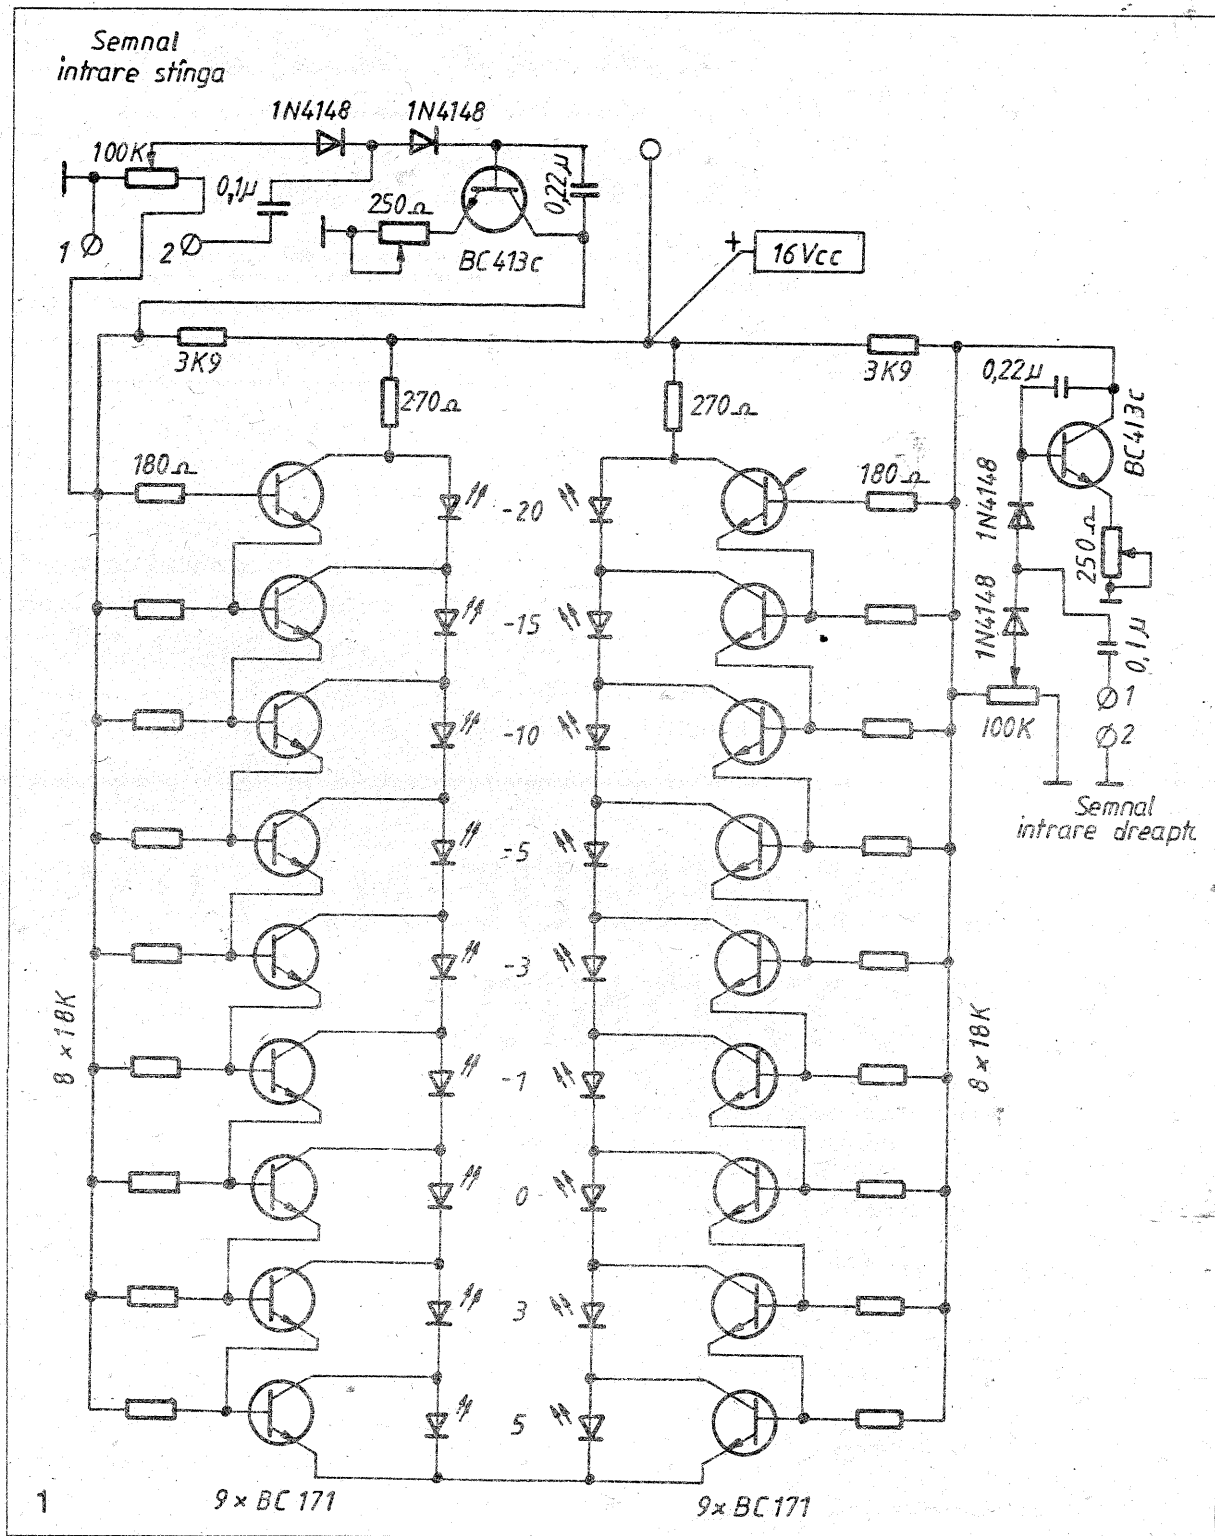 Semnal
intrare stînga
1N4148
1N4148
100K
0,1μ
250Ω
0,22μ
1
2
BC413c
+
16Vcc
3K9
3K9
0,22μ
270Ω
270Ω
BC413c
180Ω
180Ω
1N4148
-20
250Ω
-15
1N4148
0,1μ
-10
100K
1
2
Semnal
intrare dreapta
-5
-3
8 x 18K
8 x 18K
-1
0
3
5
1
9 x BC 171
9x BC 171